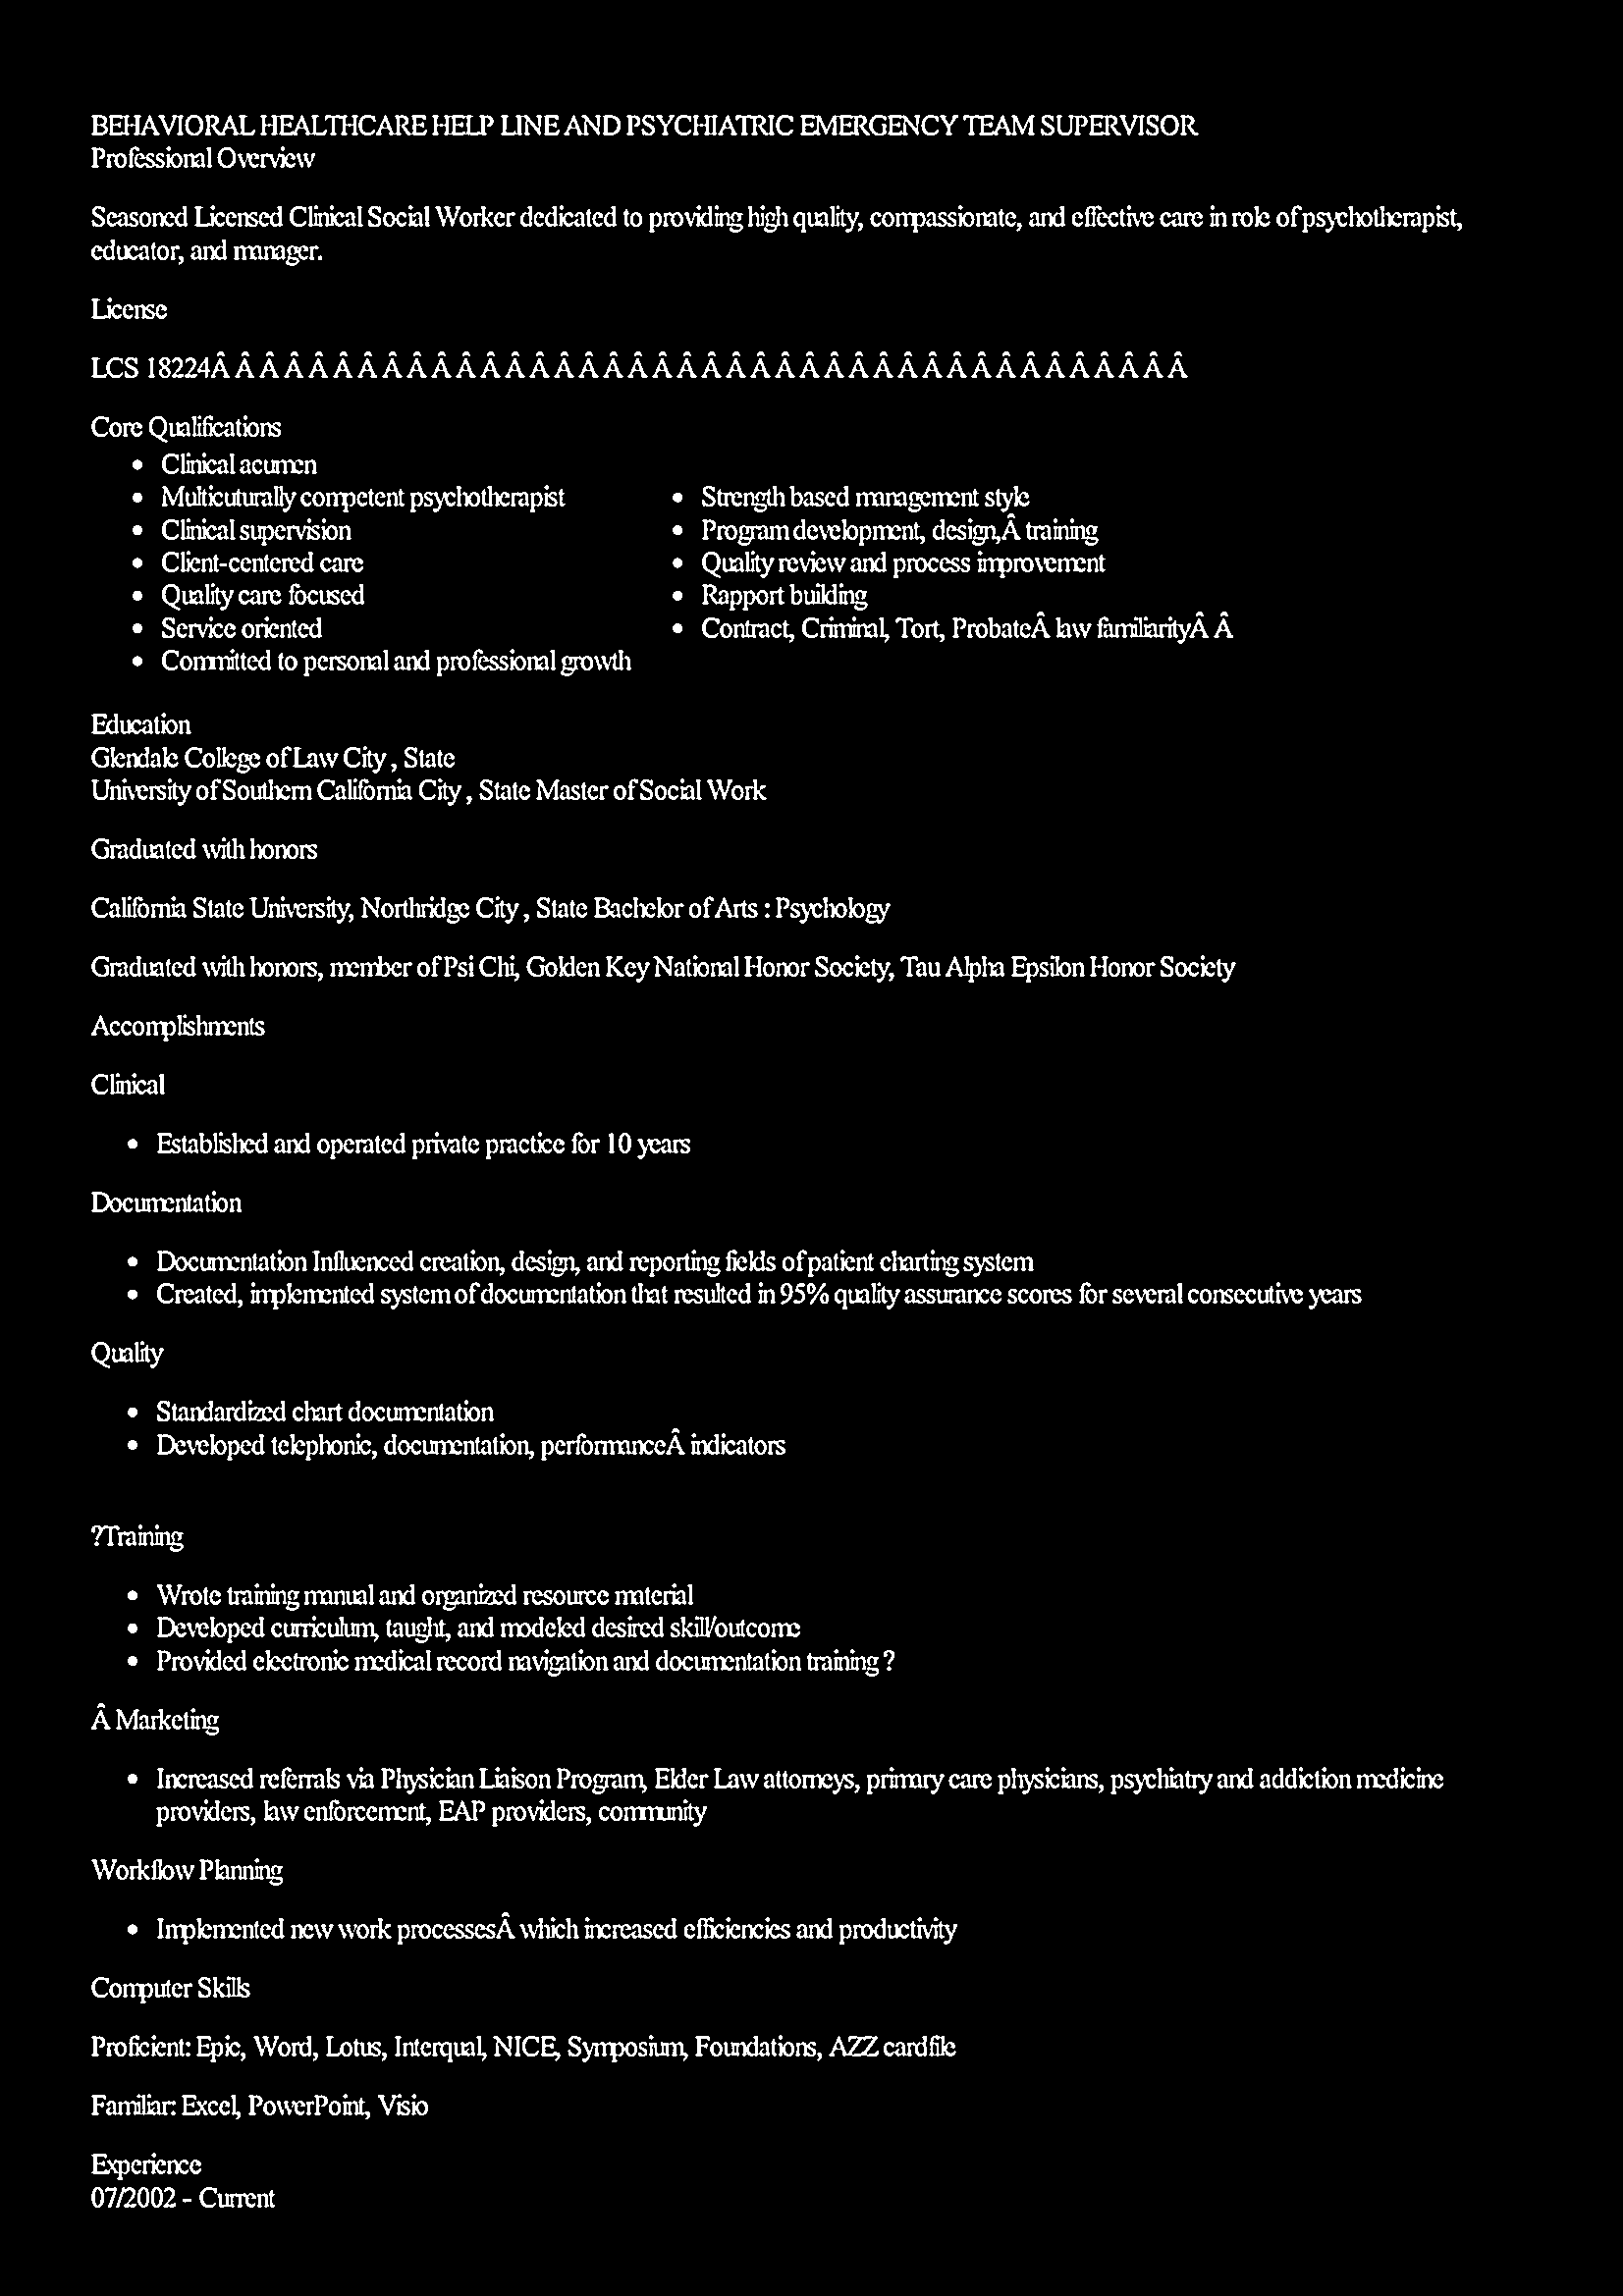 BEHAVIORAL HEALTHCARE HELP LINE AND PSYCHIATRIC EMERGENCY TEAM SUPERVISOR
Professional Overview
Seasoned Licensed Clinical Social Worker dedicated to providing high quality, compassionate, and effective care in role of psychotherapist,
educator, and manager.
License
LCS 18224Â Â Â Â Â Â Â Â Â Â Â Â Â Â Â Â Â Â Â Â Â Â Â Â Â Â Â Â Â Â Â Â Â Â Â Â Â Â Â Â
Core Qualifications
• Clinical acumen
• Multicuturally competent psychotherapist
• Clinical supervision
• Client-centered care
• Quality care focused
• Service oriented
• Committed to personal and professional growth
• Strength based management style
• Program development, design,Â training
• Quality review and process improvement
• Rapport building
• Contract, Criminal, Tort, ProbateÂ law familiarityÂ Â
Education
Glendale College of Law City , State
University of Southern California City , State Master of Social Work
Graduated with honors
California State University, Northridge City , State Bachelor of Arts : Psychology
Graduated with honors, member of Psi Chi, Golden Key National Honor Society, Tau Alpha Epsilon Honor Society
Accomplishments
Clinical
• Established and operated private practice for 10 years
Documentation
• Documentation Influenced creation, design, and reporting fields of patient charting system
• Created, implemented system of documentation that resulted in 95% quality assurance scores for several consecutive years
Quality
• Standardized chart documentation
• Developed telephonic, documentation, performanceÂ indicators
?Training
• Wrote training manual and organized resource material
• Developed curriculum, taught, and modeled desired skill/outcome
• Provided electronic medical record navigation and documentation training ?
Â Marketing
• Increased referrals via Physician Liaison Program, Elder Law attorneys, primary care physicians, psychiatry and addiction medicine
providers, law enforcement, EAP providers, community
Workflow Planning
• Implemented new work processesÂ which increased efficiencies and productivity
Computer Skills
Proficient: Epic, Word, Lotus, Interqual, NICE, Symposium, Foundations, AZZ cardfile
Familiar: Excel, PowerPoint, Visio
Experience
07/2002 - Current